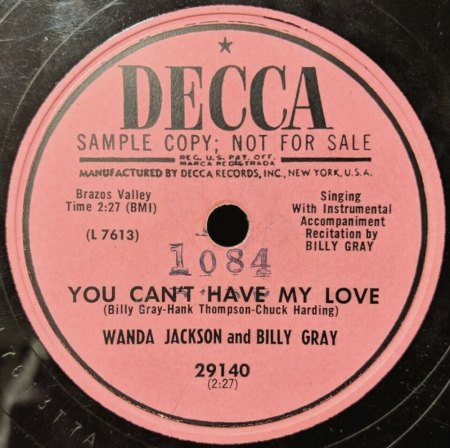 DECCA
SAMPLE COPY; NOT FOR SALE
REG. U.S. PAT. OFF.
MARCA REGISTRADA
MANUFACTURED BY DECCA RECORDS, INC., NEW YORK, U.S.A.
Brazos Valley
Time 2:27 (BMI)
(L 7613)
Singing
With Instrumental
Accompaniment
Recitation by
BILLY GRAY
1084
YOU CAN'T HAVE MY LOVE
(Billy Gray-Hank Thompson-Chuck Harding)
WANDA JACKSON and BILLY GRAY
29140
(2:27)